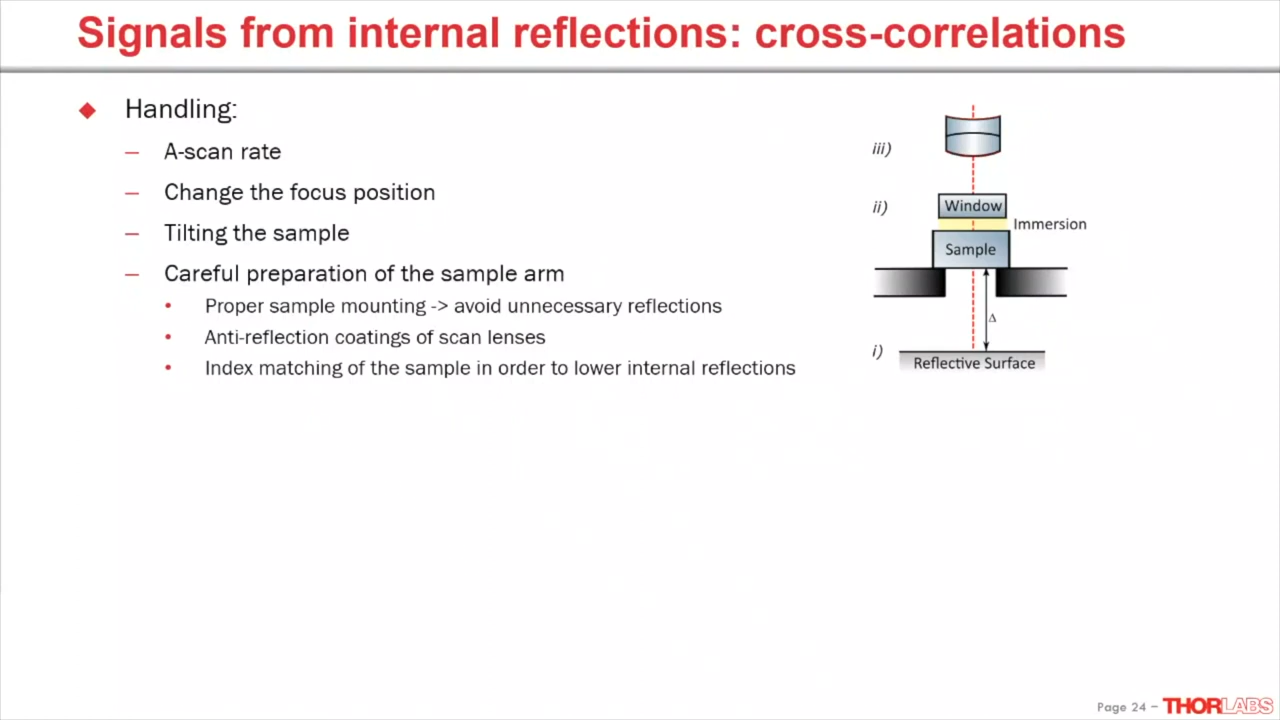 Signals from internal reflections: cross-correlations
Handling:
– A-scan rate
– Change the focus position
– Tilting the sample
– Careful preparation of the sample arm
• Proper sample mounting -> avoid unnecessary reflections
• Anti-reflection coatings of scan lenses
• Index matching of the sample in order to lower internal reflections
iii)
ii)
Window
Immersion
Sample
Δ
i)
Reflective Surface
Page 24 – THORLABS